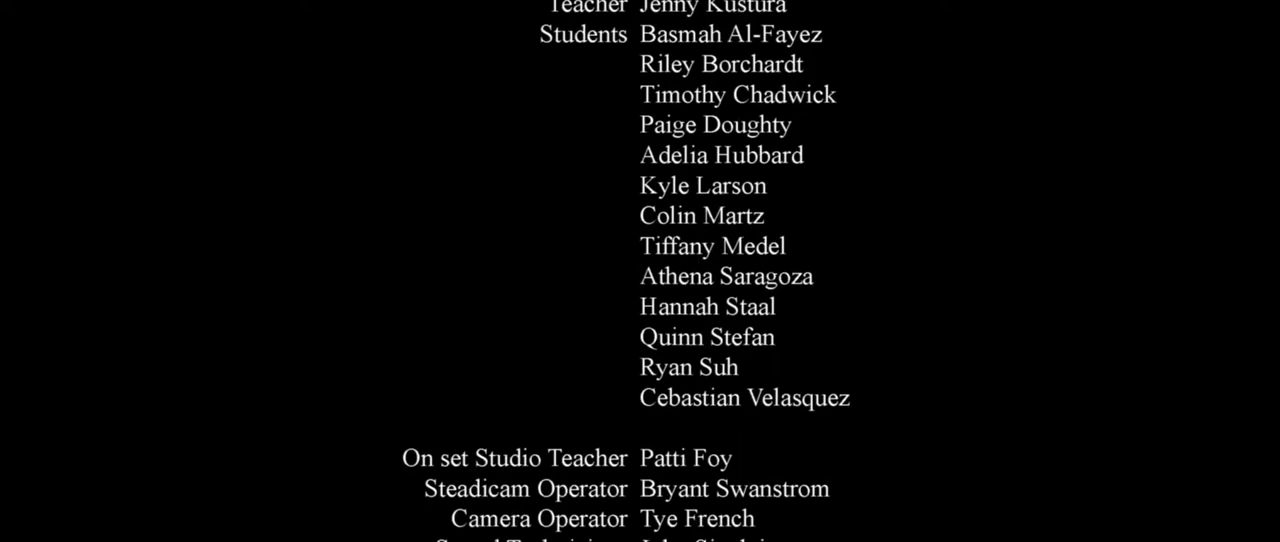 Teacher Jenny Kustura
Students Basmah Al-Fayez
Riley Borchardt
Timothy Chadwick
Paige Doughty
Adelia Hubbard
Kyle Larson
Colin Martz
Tiffany Medel
Athena Saragoza
Hannah Staal
Quinn Stefan
Ryan Suh
Cebastian Velasquez
On set Studio Teacher Patti Foy
Steadicam Operator Bryant Swanstrom
Camera Operator Tye French